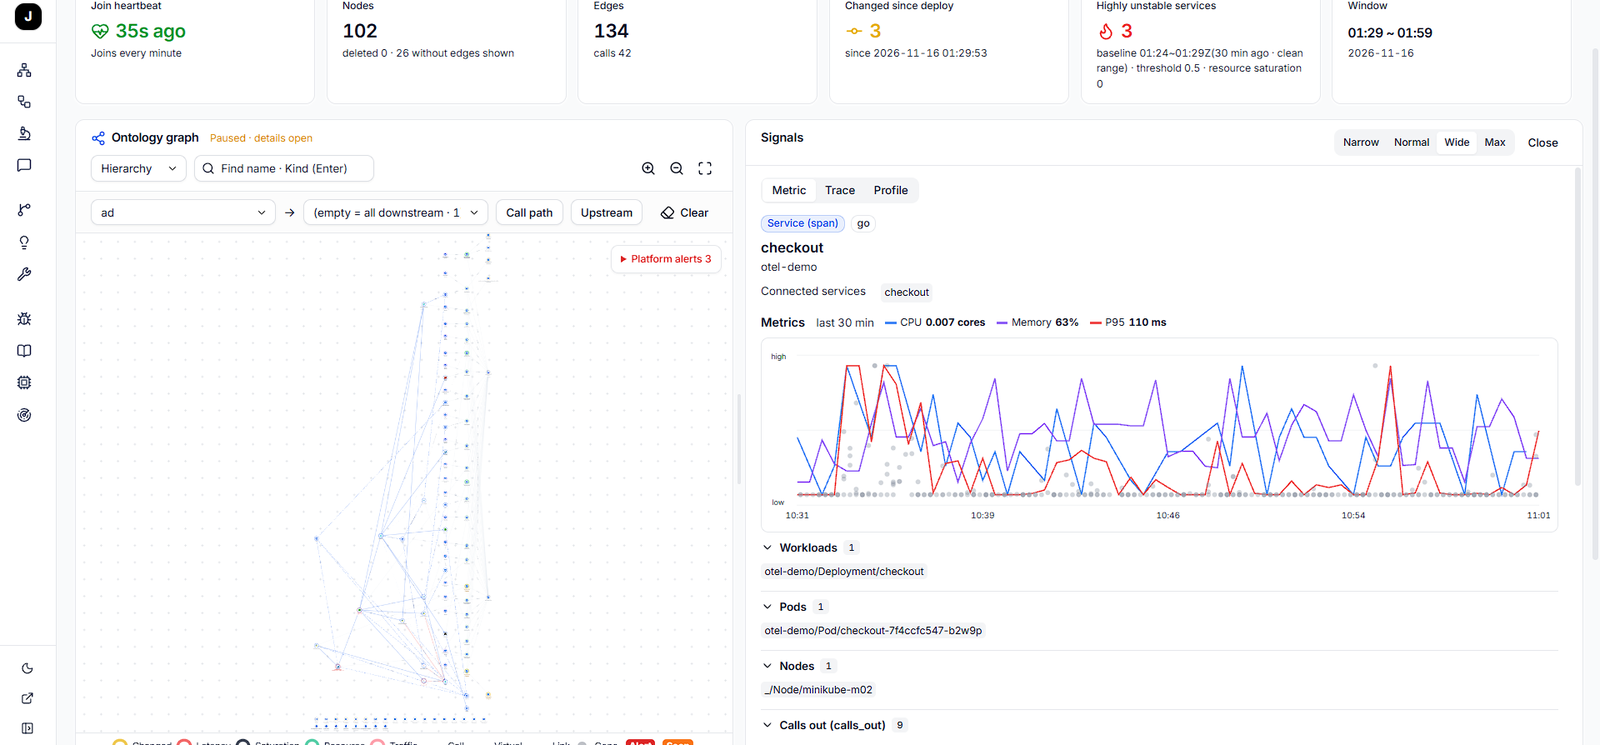 J
Join heartbeat
35s ago
Joins every minute
Nodes
102
deleted 0 · 26 without edges shown
Edges
134
calls 42
Changed since deploy
3
since 2026-11-16 01:29:53
Highly unstable services
3
baseline 01:24~01:29Z(30 min ago · clean
range) · threshold 0.5 · resource saturation
0
Window
01:29 ~ 01:59
2026-11-16
Ontology graph Paused · details open
Hierarchy
Find name · Kind (Enter)
ad
(empty = all downstream · 1
Call path
Upstream
Clear
Platform alerts 3
Signals
Narrow Normal Wide Max Close
Metric Trace Profile
Service (span) go
checkout
otel-demo
Connected services checkout
Metrics last 30 min CPU 0.007 cores Memory 63% P95 110 ms
high
low
10:31 10:39 10:46 10:54 11:01
Workloads 1
otel-demo/Deployment/checkout
Pods 1
otel-demo/Pod/checkout-7f4ccfc547-b2w9p
Nodes 1
_/Node/minikube-m02
Calls out (calls_out) 9